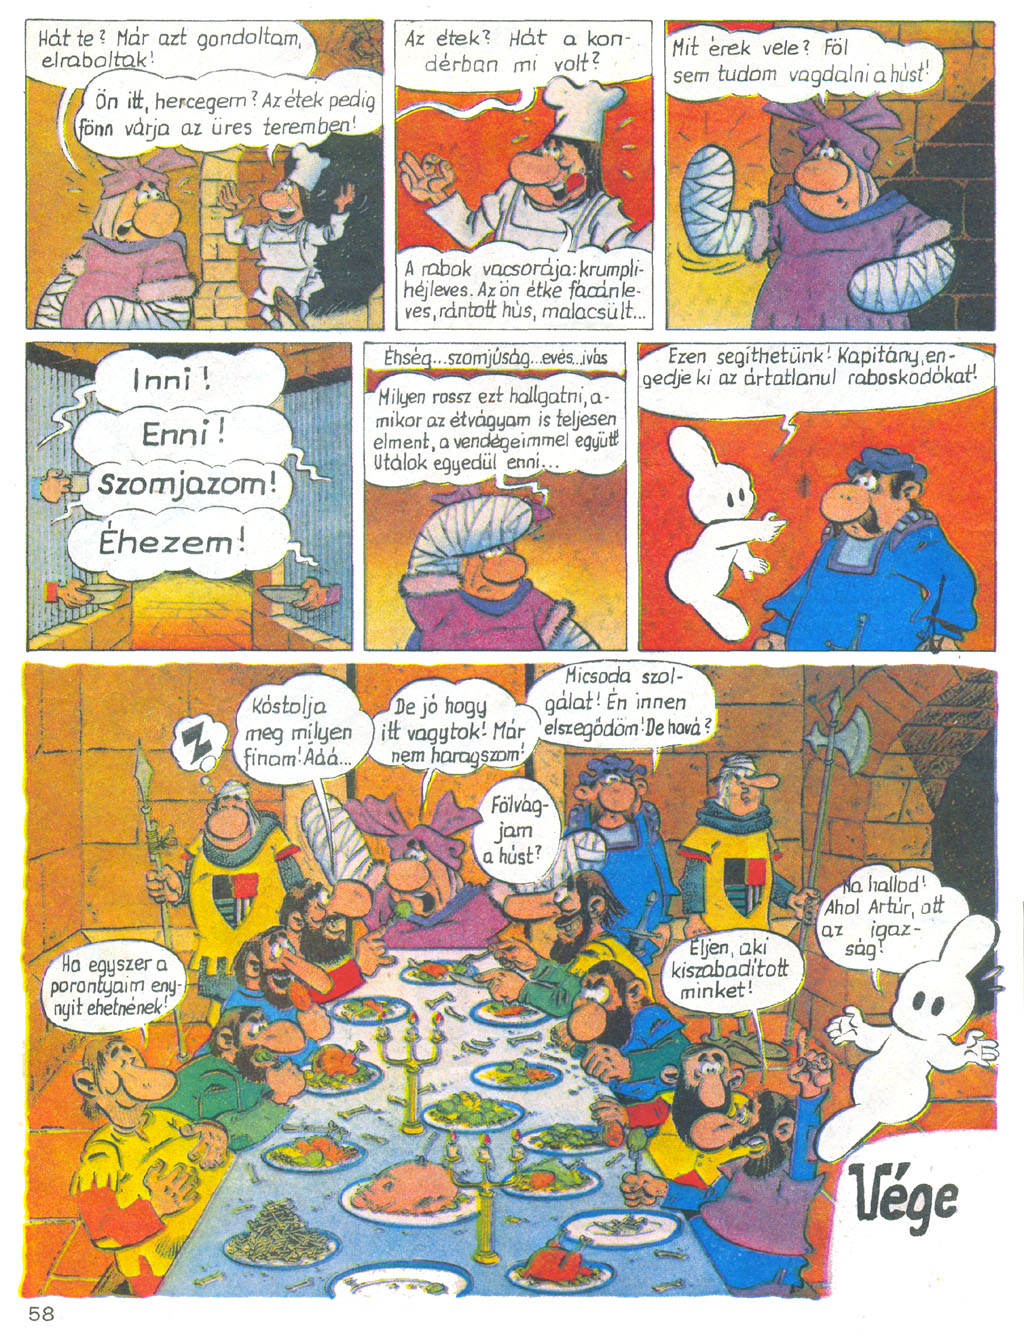 Hát te? Már azt gondoltam,
elraboltak!
Ön itt, hercegem? Az étek pedig
fönn várja az üres teremben!
Az étek? Hát a kon-
dérban mi volt?
A rabok vacsorája: krumpli-
héjleves. Az ön étke fácánle-
ves, rántott hús, malacsült...
Mit érek vele? Föl
sem tudom vagdalni a húst!
Inni!
Enni!
Szomjazom!
Éhezem!
Éhség...szomjúság...evés...ivás
Milyen rossz ezt hallgatni, a-
mikor az étvágyam is teljesen
elment, a vendégeimmel együtt!
Utálok egyedül enni...
Ezen segíthetünk! Kapitány, en-
gedje ki az ártatlanul raboskodókat!
Z
Kóstolja
meg milyen
finom! Ááá...
De jó hogy
itt vagytok! Már
nem haragszom!
Micsoda szol-
gálat! Én innen
elszegődöm! De hová?
Fölvág-
jam
a húst?
Na hallod!
Ahol Artúr, ott
az igaz-
ság!
Ha egyszer a
porontyaim eny-
nyit ehetnének!
Éljen, aki
kiszabadított
minket!
Vége
58